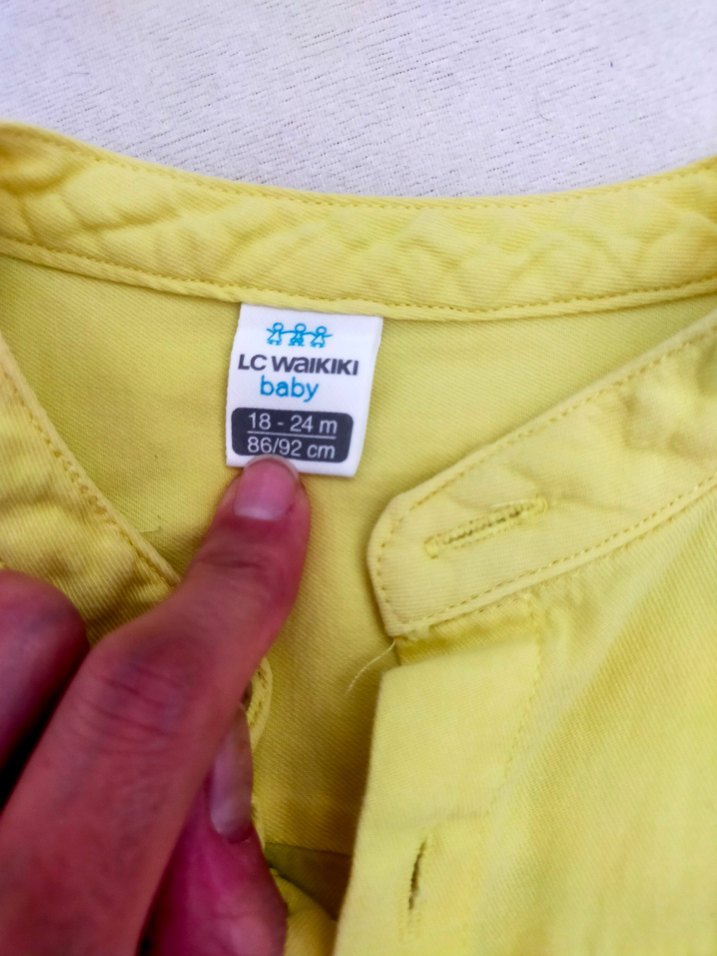 LC WAIKIKI
baby
18 - 24 m
86/92 cm